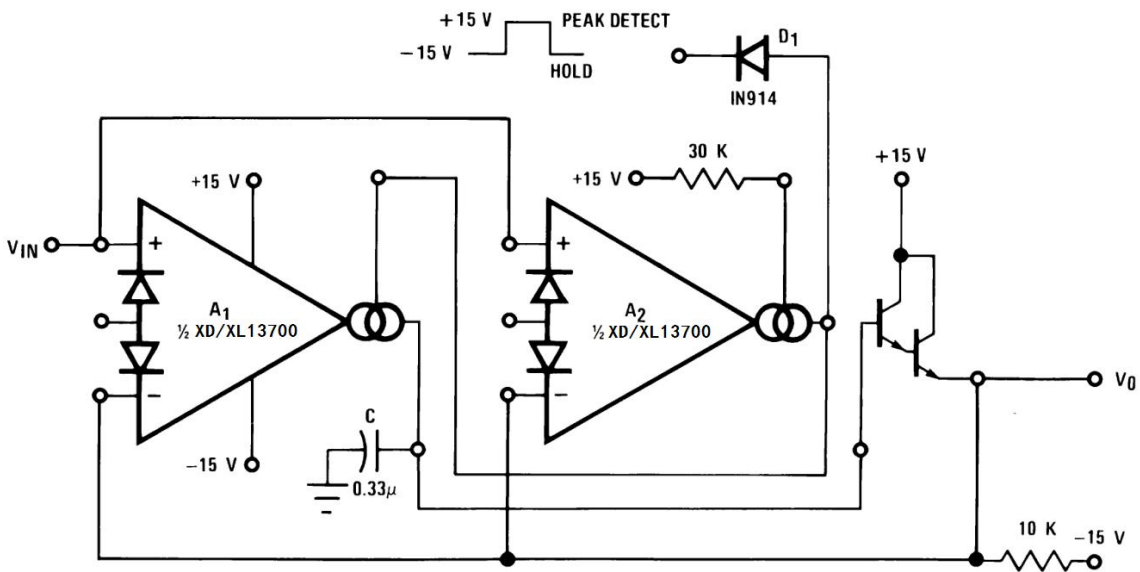 +15 V
PEAK DETECT
-15 V
HOLD
D1
IN914
30 K
+15 V
+15 V
+15 V
VIN
+
+
A1
½ XD/XL13700
A2
½ XD/XL13700
-
-
C
0.33μ
-15 V
VO
10 K
-15 V